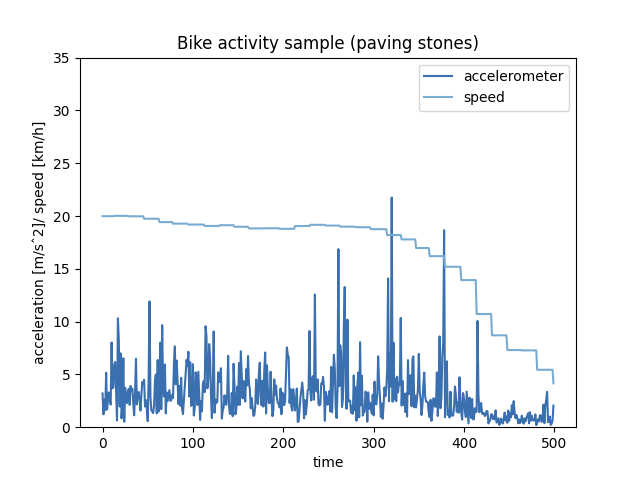 Bike activity sample (paving stones)
accelerometer
speed
35
30
25
20
15
10
5
0
acceleration [m/s^2]/ speed [km/h]
0 100 200 300 400 500
time